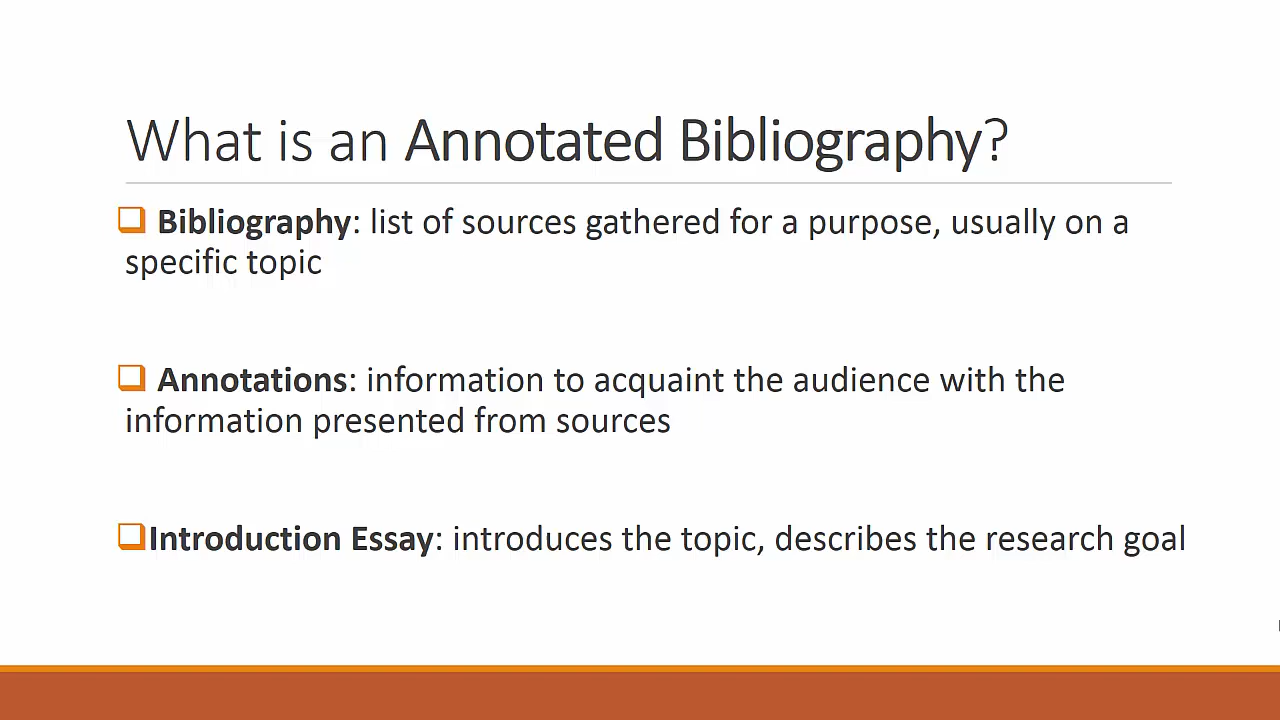 What is an Annotated Bibliography?
Bibliography: list of sources gathered for a purpose, usually on a
specific topic
Annotations: information to acquaint the audience with the
information presented from sources
Introduction Essay: introduces the topic, describes the research goal